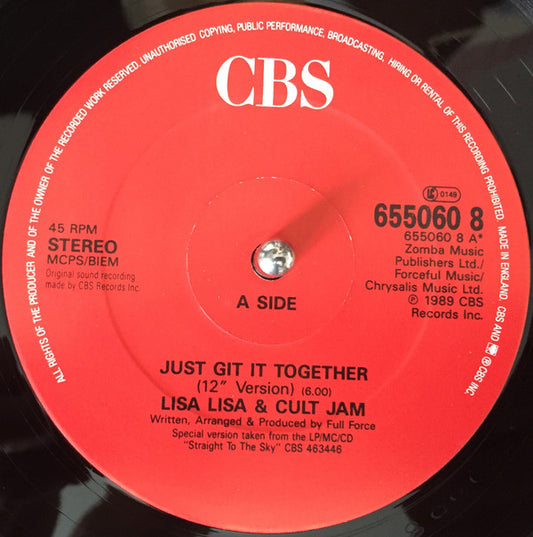 ALL RIGHTS OF THE PRODUCER AND OF THE OWNER OF THE RECORDED WORK RESERVED. UNAUTHORISED COPYING, PUBLIC PERFORMANCE, BROADCASTING, HIRING OR RENTAL OF THIS RECORDING PROHIBITED. MADE IN ENGLAND. CBS AND ® CBS INC.
CBS
LC 0149
45 RPM
STEREO
MCPS/BIEM
Original sound recording
made by CBS Records Inc.
655060 8
655060 8 A*
Zomba Music
Publishers Ltd./
Forceful Music/
Chrysalis Music Ltd.
℗ 1989 CBS
Records Inc.
A SIDE
JUST GIT IT TOGETHER
(12" Version) (6.00)
LISA LISA & CULT JAM
Written, Arranged & Produced by Full Force
Special version taken from the LP/MC/CD
"Straight To The Sky" CBS 463446